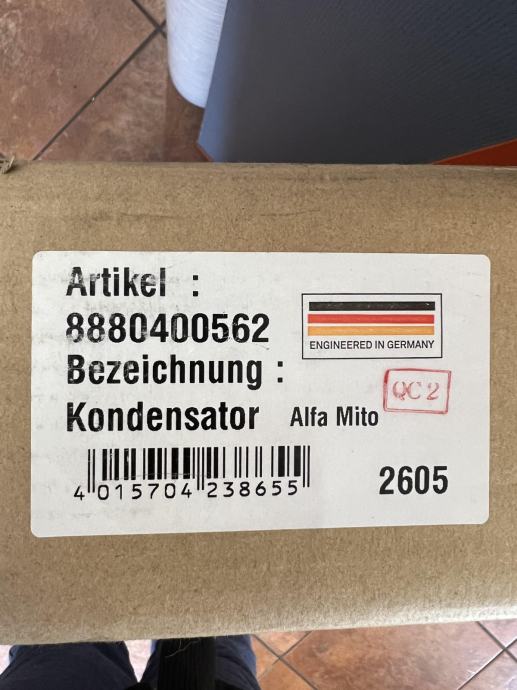 Artikel :
8880400562
ENGINEERED IN GERMANY
Bezeichnung :
QC 2
Kondensator Alfa Mito
4 015704 238655
2605